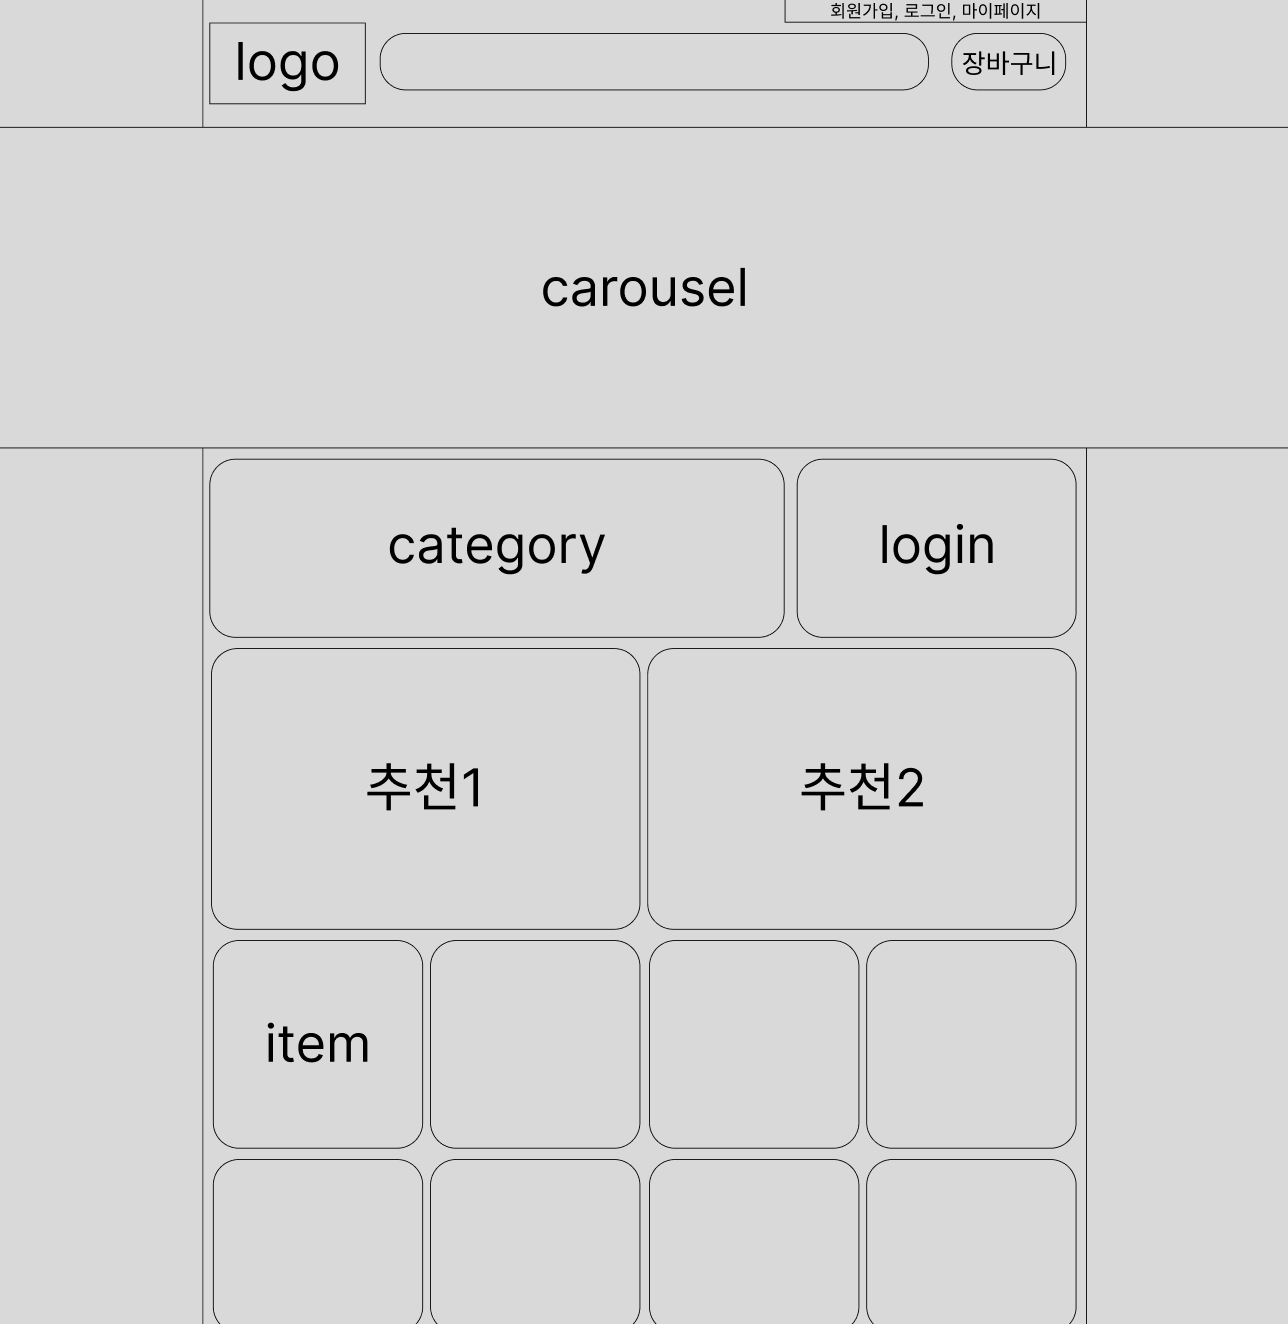 회원가입, 로그인, 마이페이지
logo
장바구니
carousel
category
login
추천1
추천2
item